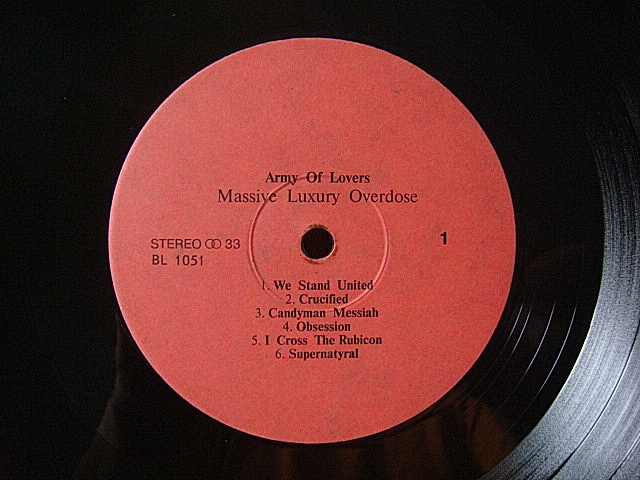 Army Of Lovers
Massive Luxury Overdose
STEREO 33
BL 1051
1
1. We Stand United
2. Crucified
3. Candyman Messiah
4. Obsession
5. I Cross The Rubicon
6. Supernatyral